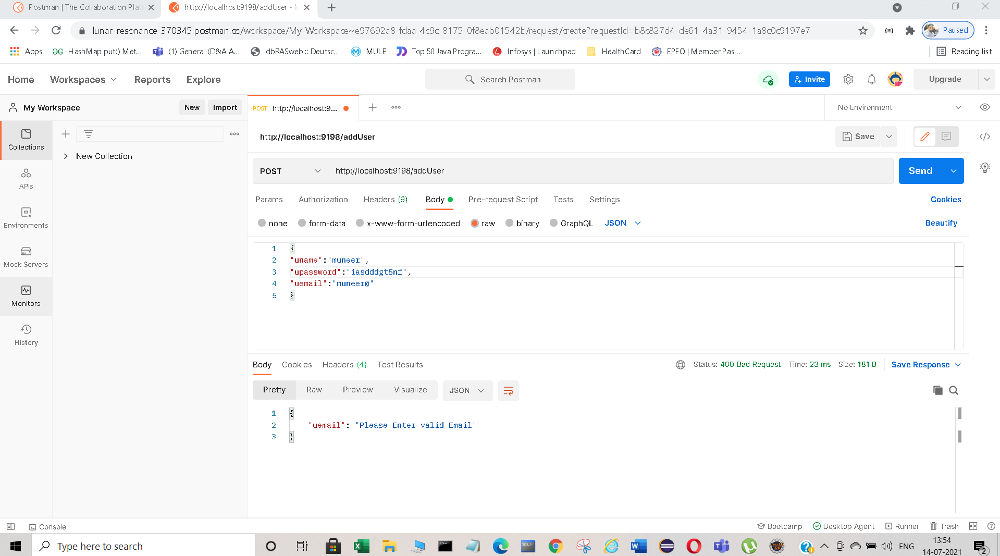 Postman | The Collaboration Plat
http://localhost:9198/addUser - M
lunar-resonance-370345.postman.co/workspace/My-Workspace~e97692a8-fdaa-4c9c-8175-0f8eab01542b/request/create?requestId=b8c827d4-de61-4a31-9454-1a8c0c9197e7
Paused
Apps
HashMap put() Met...
(1) General (D&A A...
dbRASweb :: Deutsc...
MULE
Top 50 Java Progra...
Infosys | Launchpad
HealthCard
EPFO | Member Pas...
Reading list
Home
Workspaces
Reports
Explore
Search Postman
Invite
Upgrade
My Workspace
New
Import
POST http://localhost:9...
No Environment
Collections
New Collection
APIs
Environments
Mock Servers
Monitors
History
http://localhost:9198/addUser
Save
POST
http://localhost:9198/addUser
Send
Params
Authorization
Headers (9)
Body
Pre-request Script
Tests
Settings
Cookies
none
form-data
x-www-form-urlencoded
raw
binary
GraphQL
JSON
Beautify
1 {
2 "uname":"muneer",
3 "upassword":"iasdddgt5nf",
4 "uemail":"muneer@"
5 }
Body
Cookies
Headers (4)
Test Results
Status: 400 Bad Request
Time: 23 ms
Size: 181 B
Save Response
Pretty
Raw
Preview
Visualize
JSON
1 {
2 "uemail": "Please Enter valid Email"
3 }
Console
Bootcamp
Desktop Agent
Runner
Trash
Type here to search
ENG
13:54
14-07-2021
2